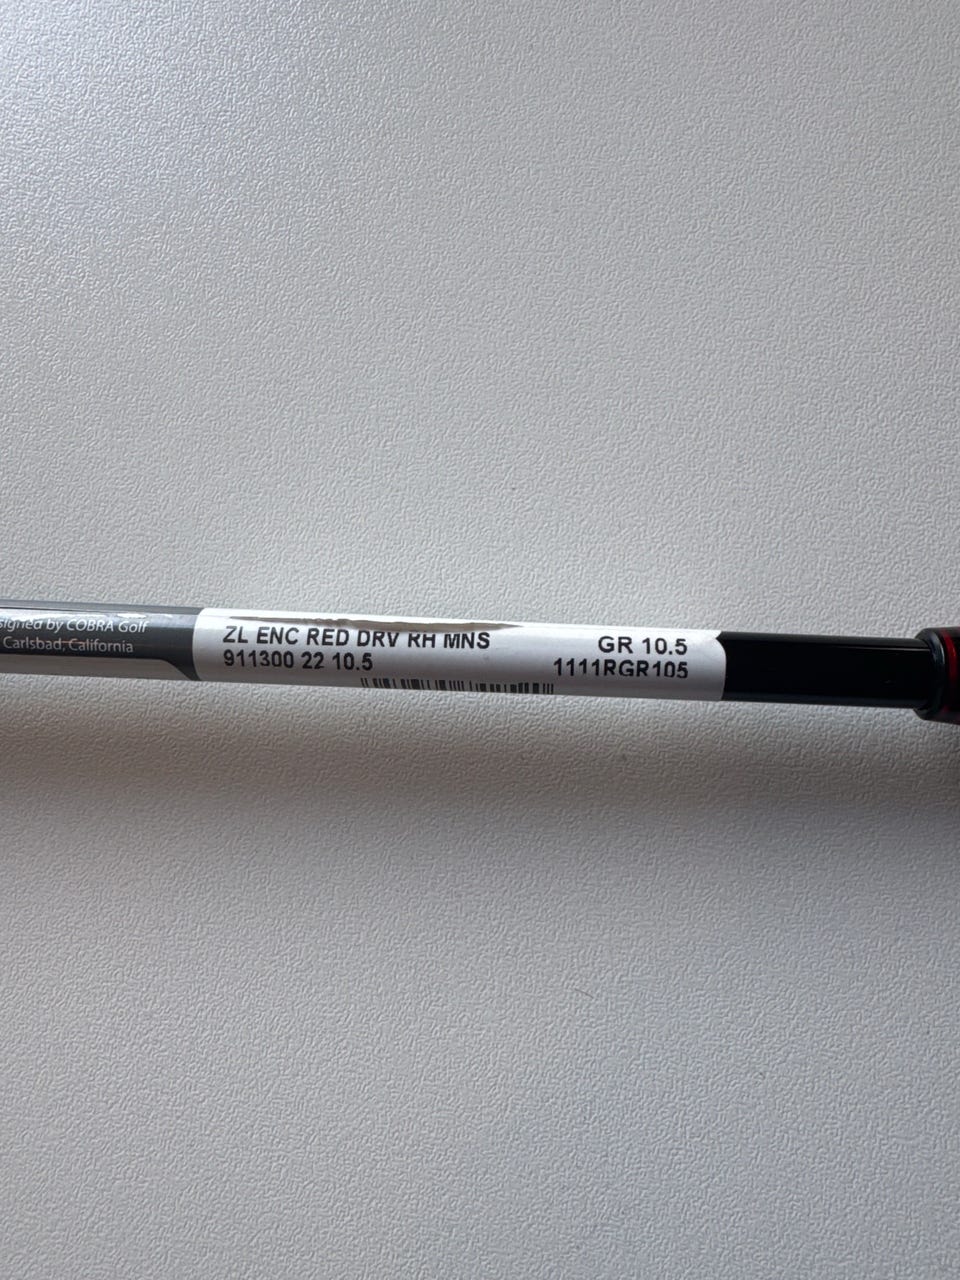 signed by COBRA Golf
Carlsbad, California
ZL ENC RED DRV RH MNS
GR 10.5
911300 22 10.5
1111RGR105